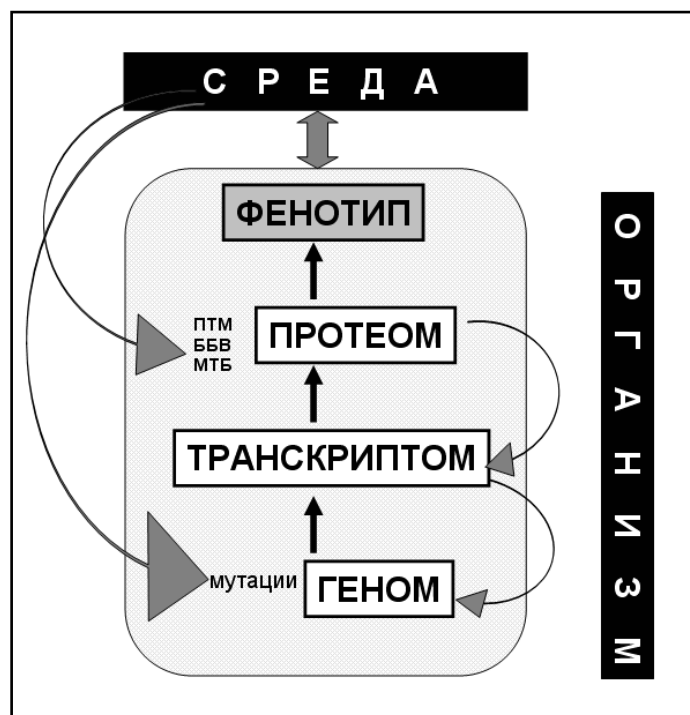 С Р Е Д А
ФЕНОТИП
ПТМ
ББВ
МТБ
ПРОТЕОМ
ТРАНСКРИПТОМ
мутации
ГЕНОМ
О Р Г А Н И З М